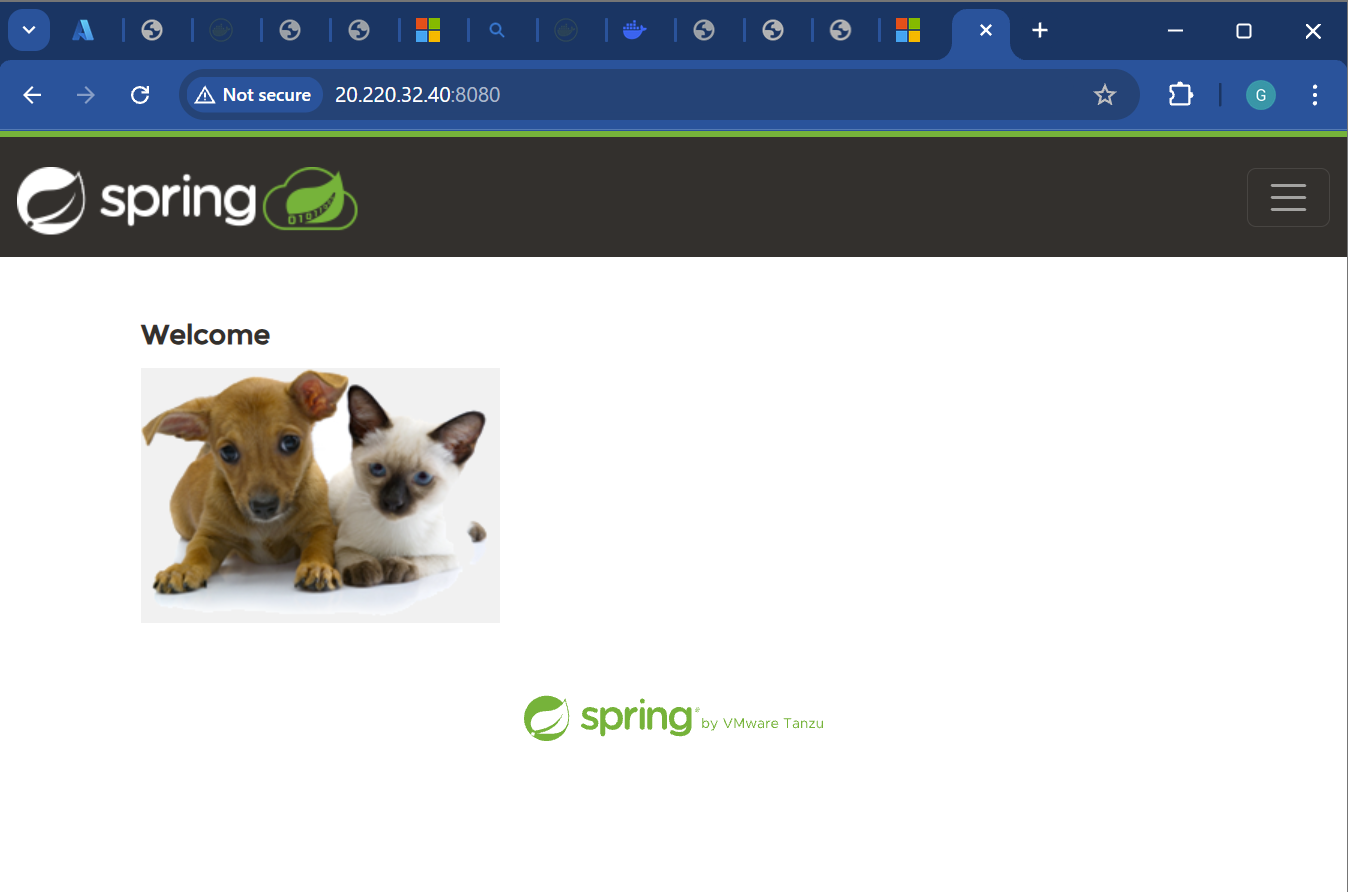 Not secure
20.220.32.40:8080
G
spring
Welcome
spring® by VMware Tanzu